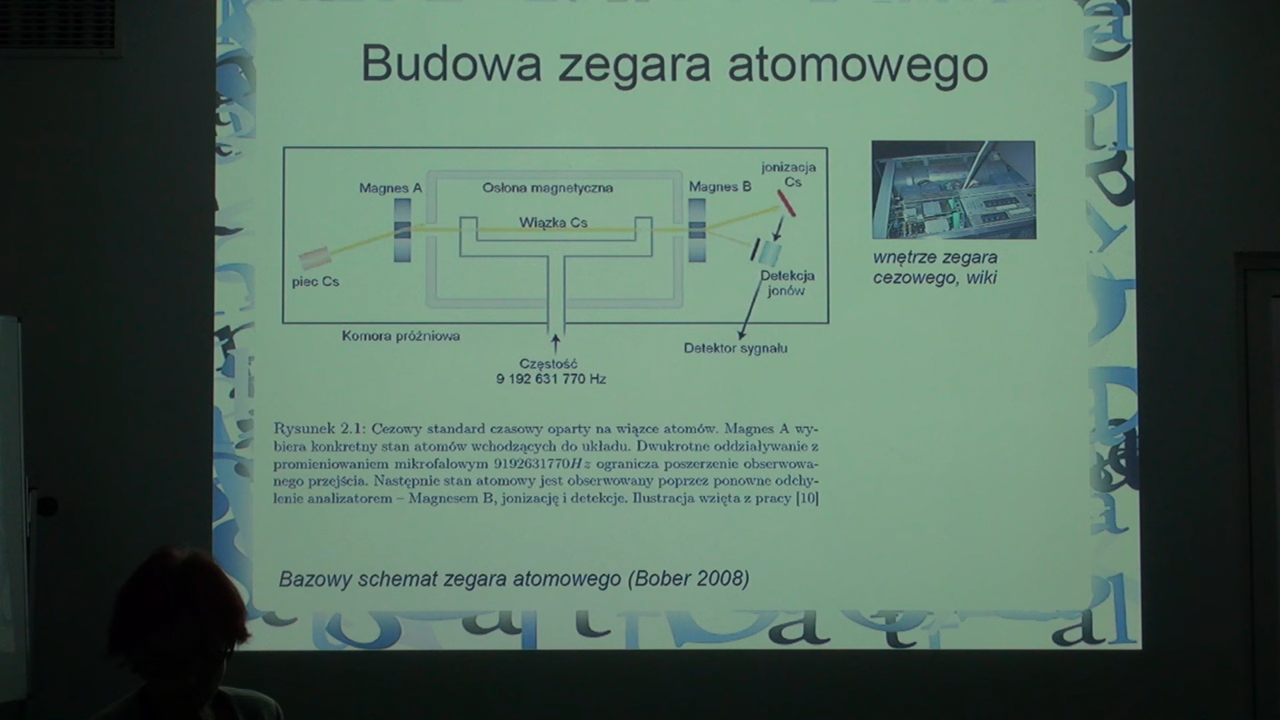 Budowa zegara atomowego
Magnes A
Osłona magnetyczna
Magnes B
jonizacja
Cs
Wiązka Cs
piec Cs
Detekcja
jonów
Komora próżniowa
Detektor sygnału
Częstość
9 192 631 770 Hz
wnętrze zegara
cezowego, wiki
Rysunek 2.1: Cezowy standard czasowy oparty na wiązce atomów. Magnes A wy-
biera konkretny stan atomów wchodzących do układu. Dwukrotne oddziaływanie z
promieniowaniem mikrofalowym 9192631770Hz ogranicza poszerzenie obserwowa-
nego przejścia. Następnie stan atomowy jest obserwowany poprzez ponowne odchy-
lenie analizatorem – Magnesem B, jonizację i detekcje. Ilustracja wzięta z pracy [10]
Bazowy schemat zegara atomowego (Bober 2008)